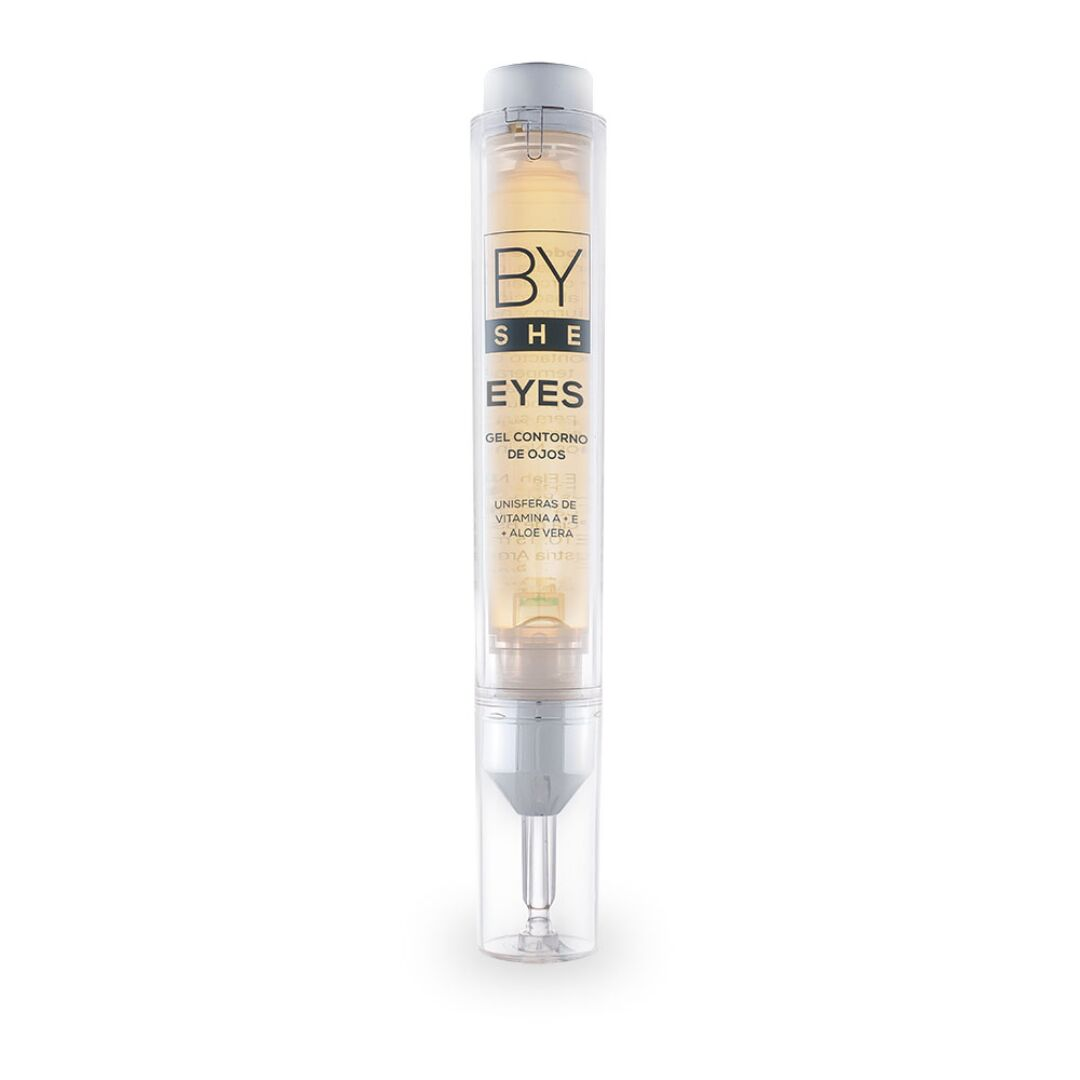 BY
SHE
EYES
GEL CONTORNO
DE OJOS
UNISFERAS DE
VITAMINA A + E
+ ALOE VERA